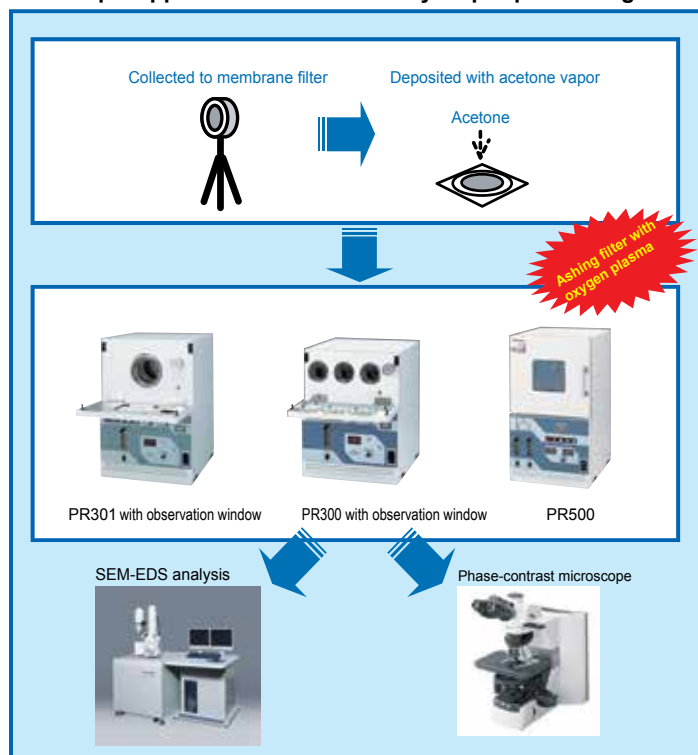 Collected to membrane filter
Deposited with acetone vapor
Acetone
Ashing filter with
oxygen plasma
PR301 with observation window
PR300 with observation window
PR500
SEM-EDS analysis
Phase-contrast microscope